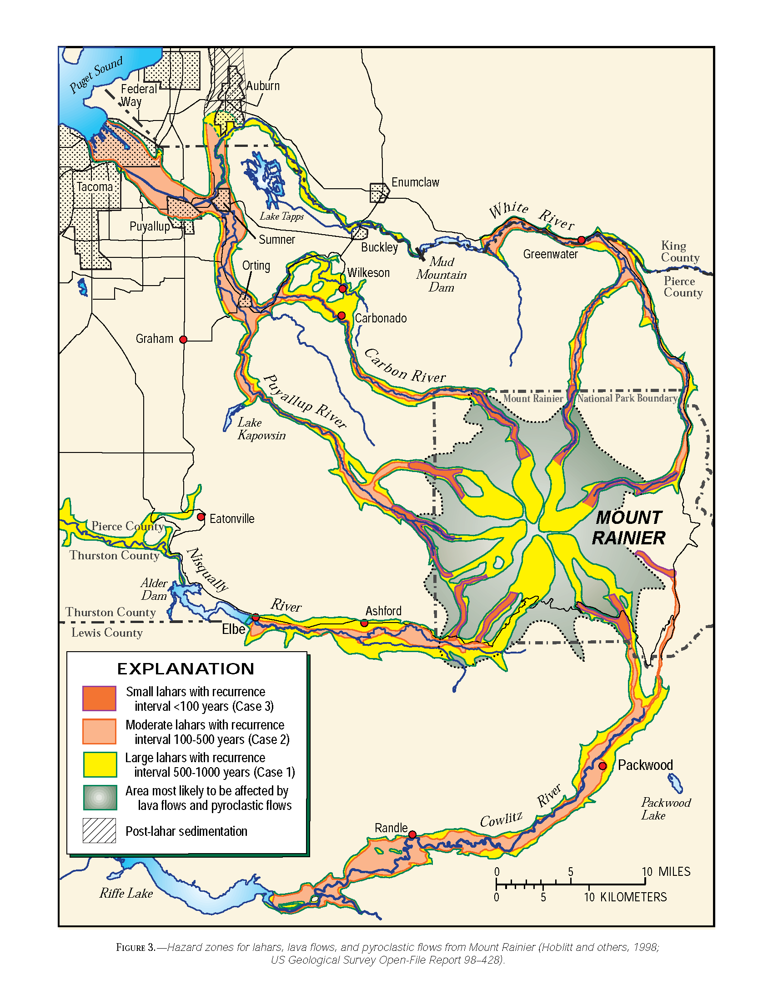 Puget Sound
Federal
Way
Auburn
Tacoma
Puyallup
Sumner
Lake Tapps
Enumclaw
Buckley
White River
Greenwater
King
County
Pierce
County
Mud
Mountain
Dam
Orting
Wilkeson
Carbonado
Graham
Carbon River
Puyallup River
Mount Rainier
National Park Boundary
Lake
Kapowsin
MOUNT
RAINIER
Eatonville
Pierce County
Thurston County
Nisqually
River
Alder
Dam
Thurston County
Lewis County
Elbe
Ashford
EXPLANATION
Small lahars with recurrence
interval <100 years (Case 3)
Moderate lahars with recurrence
interval 100-500 years (Case 2)
Large lahars with recurrence
interval 500-1000 years (Case 1)
Area most likely to be affected by
lava flows and pyroclastic flows
Post-lahar sedimentation
Packwood
Packwood
Lake
Cowlitz River
Randle
Riffe Lake
0 5 10 MILES
0 5 10 KILOMETERS
FIGURE 3.—Hazard zones for lahars, lava flows, and pyroclastic flows from Mount Rainier (Hoblitt and others, 1998;
US Geological Survey Open-File Report 98–428).